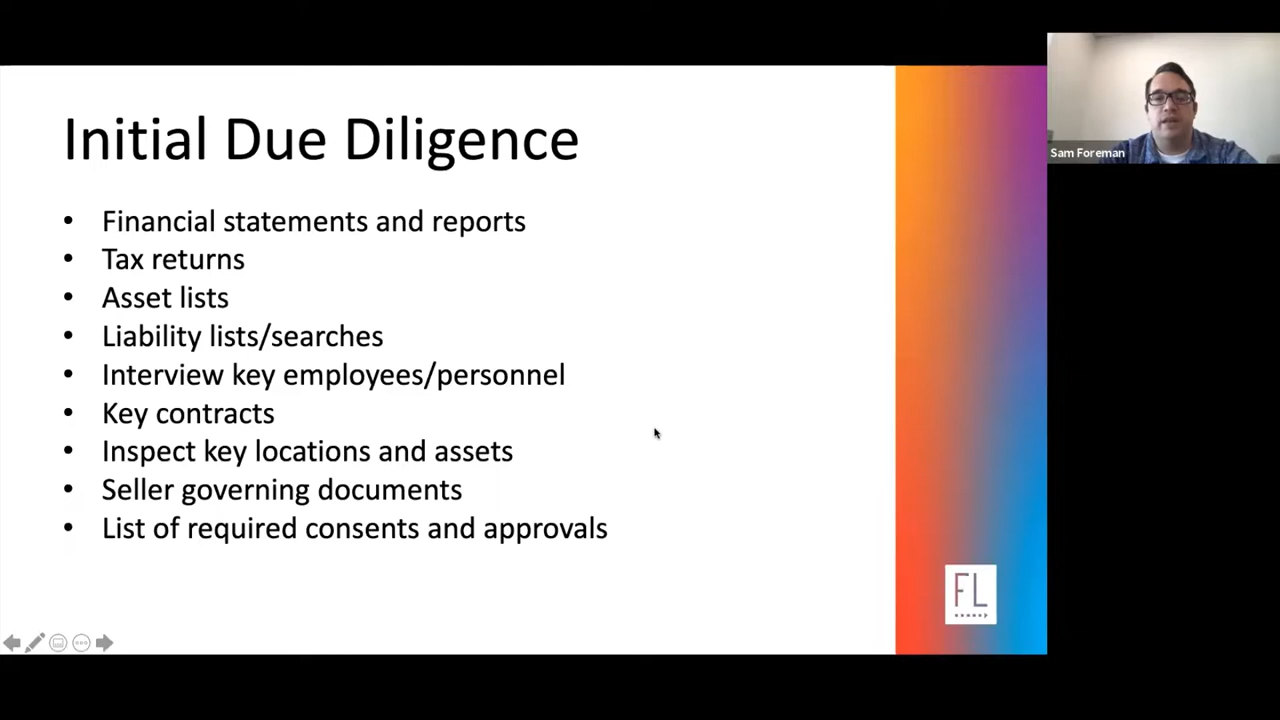 Initial Due Diligence
• Financial statements and reports
• Tax returns
• Asset lists
• Liability lists/searches
• Interview key employees/personnel
• Key contracts
• Inspect key locations and assets
• Seller governing documents
• List of required consents and approvals
FL
Sam Foreman